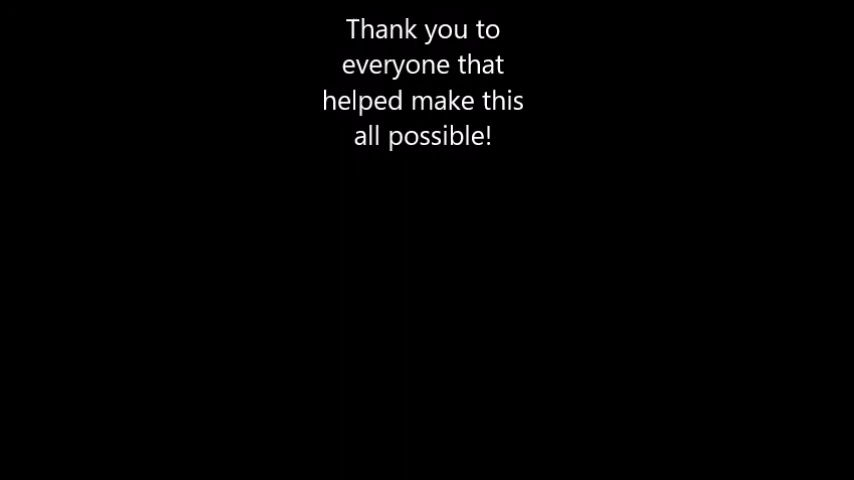 Thank you to
everyone that
helped make this
all possible!